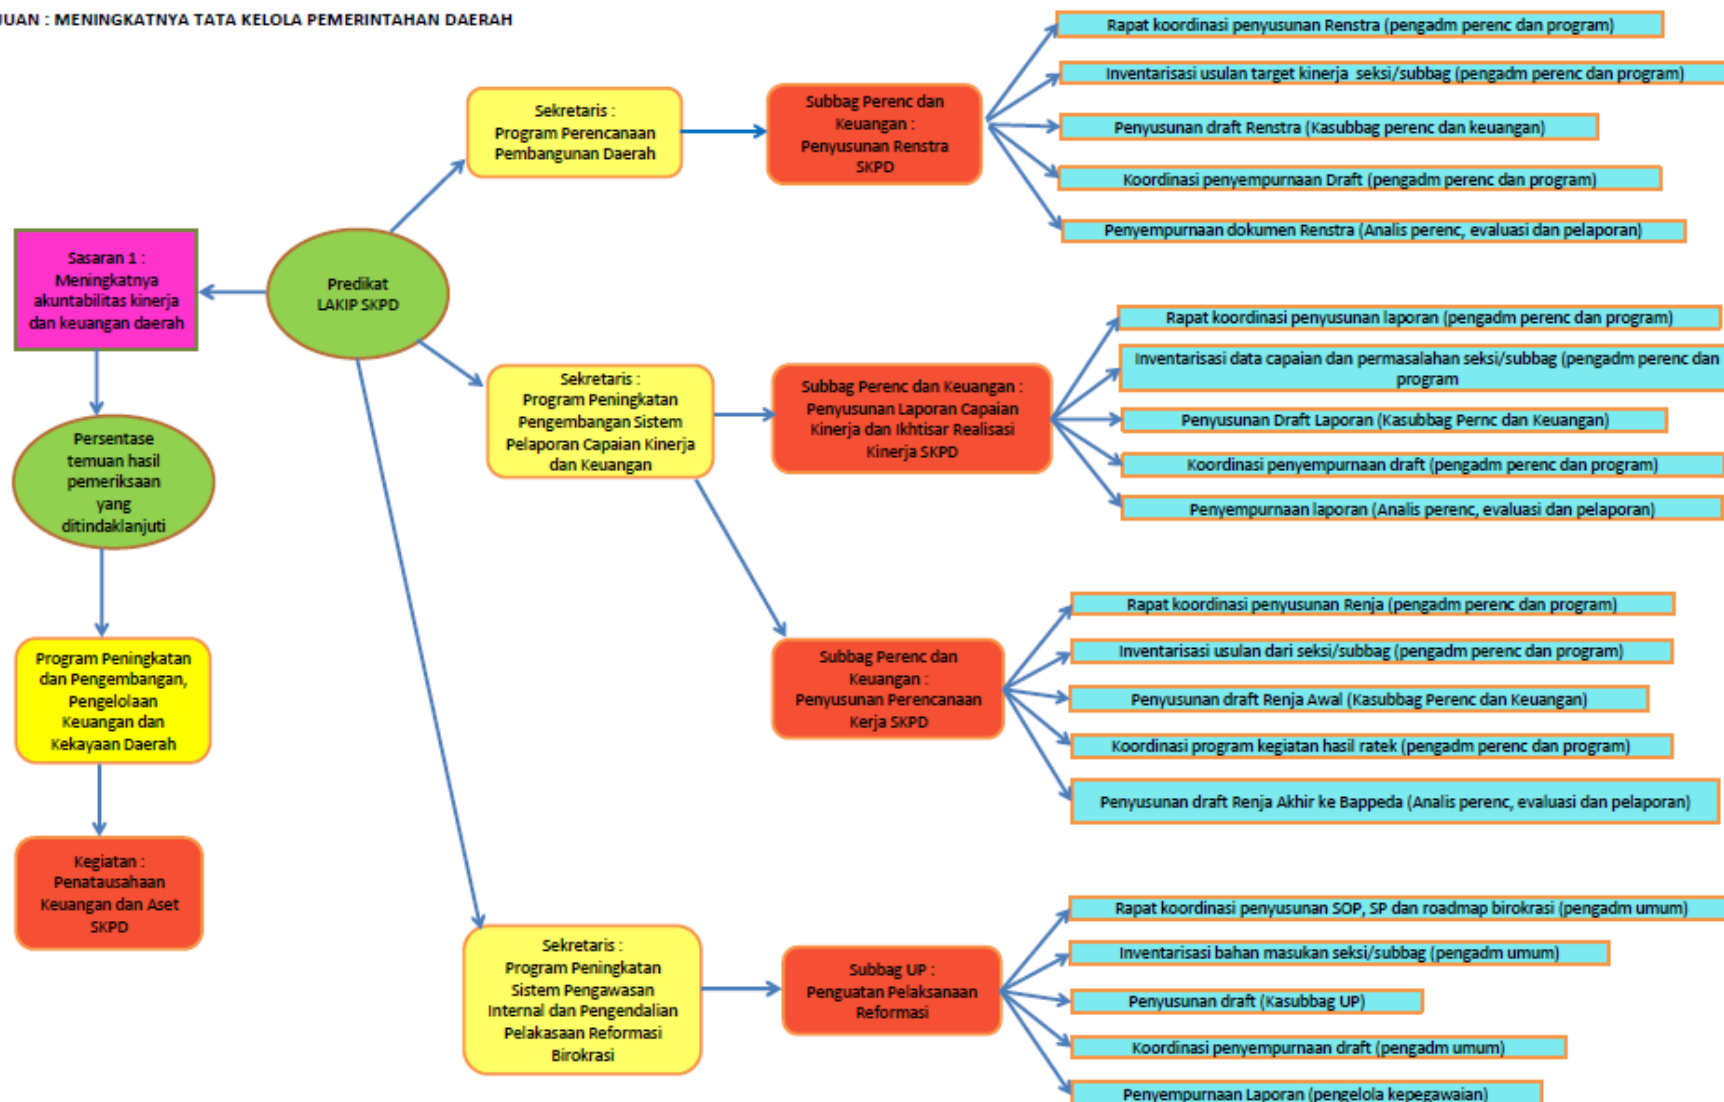 JUAN : MENINGKATNYA TATA KELOLA PEMERINTAHAN DAERAH
Sasaran 1 :
Meningkatnya
akuntabilitas kinerja
dan keuangan daerah
Persentase
temuan hasil
pemeriksaan
yang
ditindaklanjuti
Program Peningkatan
dan Pengembangan,
Pengelolaan
Keuangan dan
Kekayaan Daerah
Kegiatan :
Penatausahaan
Keuangan dan Aset
SKPD
Predikat
LAKIP SKPD
Sekretaris :
Program Perencanaan
Pembangunan Daerah
Subbag Perenc dan
Keuangan :
Penyusunan Renstra
SKPD
Rapat koordinasi penyusunan Renstra (pengadm perenc dan program)
Inventarisasi usulan target kinerja seksi/subbag (pengadm perenc dan program)
Penyusunan draft Renstra (Kasubbag perenc dan keuangan)
Koordinasi penyempurnaan Draft (pengadm perenc dan program)
Penyempurnaan dokumen Renstra (Analis perenc, evaluasi dan pelaporan)
Sekretaris :
Program Peningkatan
Pengembangan Sistem
Pelaporan Capaian Kinerja
dan Keuangan
Subbag Perenc dan Keuangan :
Penyusunan Laporan Capaian
Kinerja dan Ikhtisar Realisasi
Kinerja SKPD
Rapat koordinasi penyusunan laporan (pengadm perenc dan program)
Inventarisasi data capaian dan permasalahan seksi/subbag (pengadm perenc dan
program
Penyusunan Draft Laporan (Kasubbag Pernc dan Keuangan)
Koordinasi penyempurnaan draft (pengadm perenc dan program)
Penyempurnaan laporan (Analis perenc, evaluasi dan pelaporan)
Subbag Perenc dan
Keuangan :
Penyusunan Perencanaan
Kerja SKPD
Rapat koordinasi penyusunan Renja (pengadm perenc dan program)
Inventarisasi usulan dari seksi/subbag (pengadm perenc dan program)
Penyusunan draft Renja Awal (Kasubbag Perenc dan Keuangan)
Koordinasi program kegiatan hasil ratek (pengadm perenc dan program)
Penyusunan draft Renja Akhir ke Bappeda (Analis perenc, evaluasi dan pelaporan)
Sekretaris :
Program Peningkatan
Sistem Pengawasan
Internal dan Pengendalian
Pelakasaan Reformasi
Birokrasi
Subbag UP :
Penguatan Pelaksanaan
Reformasi
Rapat koordinasi penyusunan SOP, SP dan roadmap birokrasi (pengadm umum)
Inventarisasi bahan masukan seksi/subbag (pengadm umum)
Penyusunan draft (Kasubbag UP)
Koordinasi penyempurnaan draft (pengadm umum)
Penyempurnaan Laporan (pengelola kepegawaian)